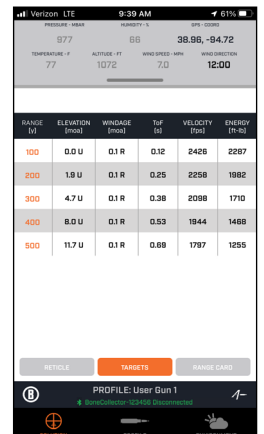 Verizon LTE 9:39 AM 61%
PRESSURE - MBAR HUMIDITY - % GPS - COORD
977 66 38.96, -94.72
TEMPERATURE - F ALTITUDE - FT WIND SPEED - MPH WIND DIRECTION
77 1072 7.0 12:00
RANGE ELEVATION WINDAGE ToF VELOCITY ENERGY
(y) (moa) (moa) (s) (fps) (ft-lb)
100 0.0 U 0.1 R 0.12 2426 2287
200 1.9 U 0.1 R 0.25 2258 1982
300 4.7 U 0.1 R 0.38 2098 1710
400 8.0 U 0.1 R 0.53 1944 1468
500 11.7 U 0.1 R 0.69 1797 1255
RETICLE TARGETS RANGE CARD
B PROFILE: User Gun 1
BoneCollector-123456 Disconnected